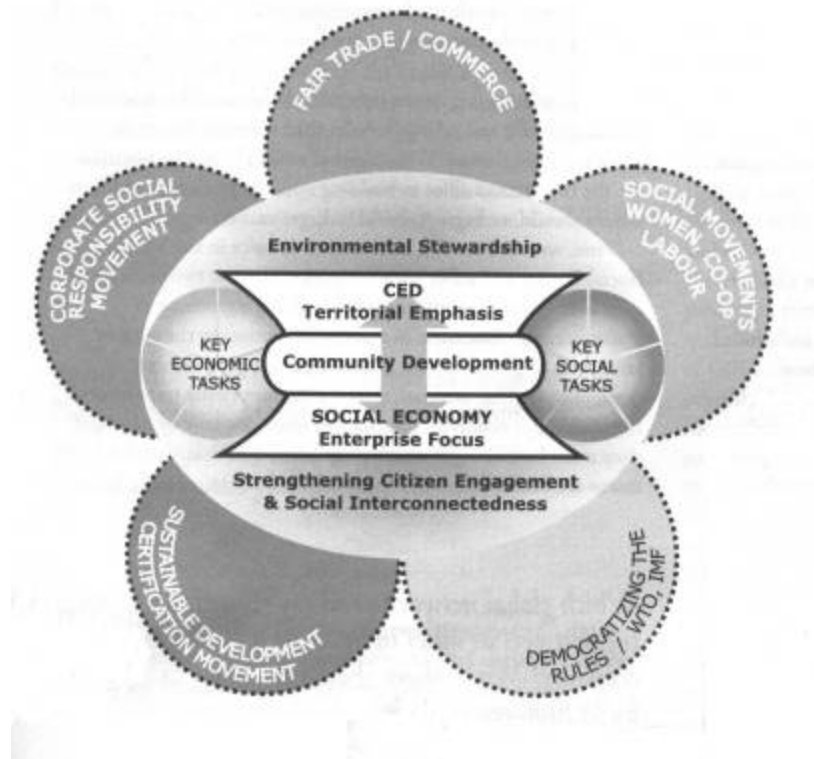 FAIR TRADE / COMMERCE
CORPORATE SOCIAL
RESPONSIBILITY
MOVEMENT
SOCIAL MOVEMENTS
WOMEN, CO-OP
LABOUR
Environmental Stewardship
CED
Territorial Emphasis
KEY
ECONOMIC
TASKS
Community Development
KEY
SOCIAL
TASKS
SOCIAL ECONOMY
Enterprise Focus
Strengthening Citizen Engagement
& Social Interconnectedness
SUSTAINABLE DEVELOPMENT
CERTIFICATION MOVEMENT
DEMOCRATIZING THE
RULES / WTO, IMF